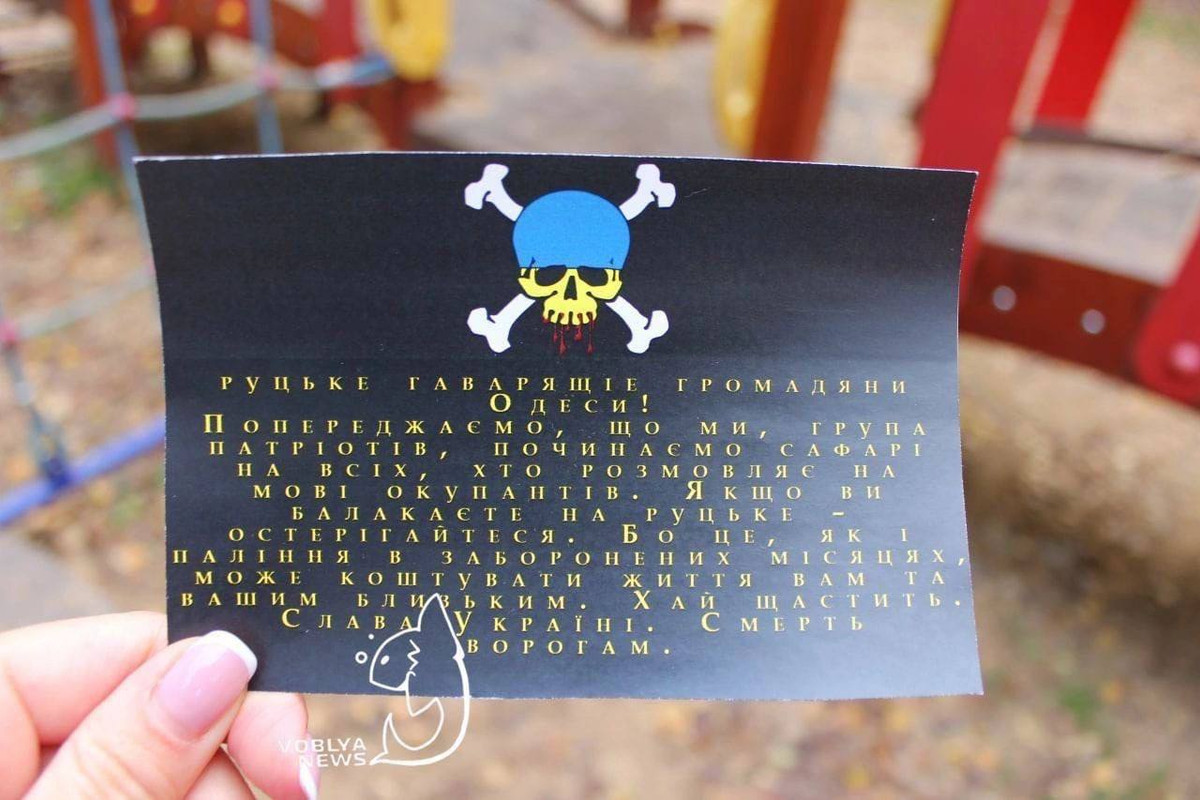 руцьке гаварящіе громадяни
Одеси!
Попереджаємо, що ми, група
патріотів, починаємо сафарі
на всіх, хто розмовляє на
мові окупантів. Якщо ви
балакаєте на руцьке –
остерігайтеся. Бо це, як і
паління в заборонених місяцях,
може коштувати життя вам та
вашим близьким. Хай щастить.
Слава Україні. Смерть
ворогам.
VOBLYA
NEWS